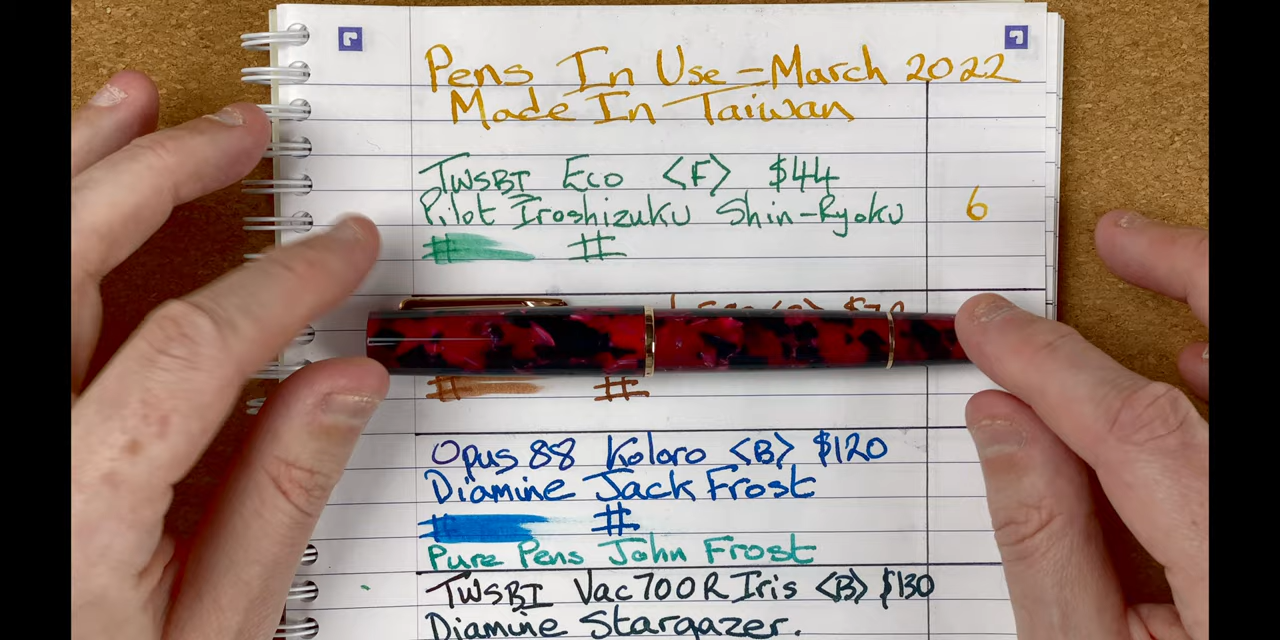 Pens In Use - March 2022
Made In Taiwan
TWSBI Eco <F> $44
Pilot Iroshizuku Shin-Ryoku
6
# #
$70
# #
Opus 88 Koloro <B> $120
Diamine Jack Frost
# #
Pure Pens John Frost
TWSBI Vac700R Iris <B> $130
Diamine Stargazer.